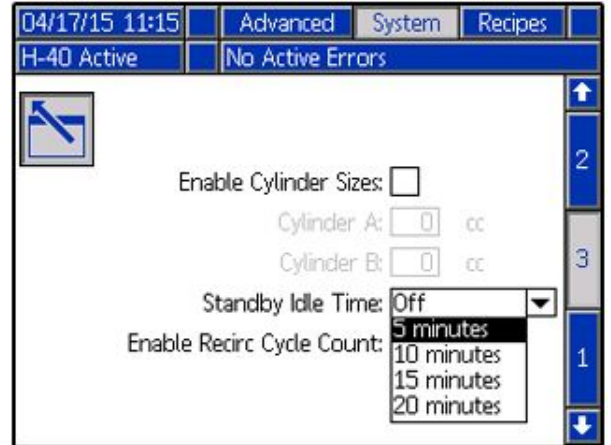 04/17/15 11:15 Advanced System Recipes
H-40 Active No Active Errors
2
Enable Cylinder Sizes:
Cylinder A: 0 cc
Cylinder B: 0 cc
3
Standby Idle Time: Off
5 minutes
Enable Recirc Cycle Count:
10 minutes
1
15 minutes
20 minutes